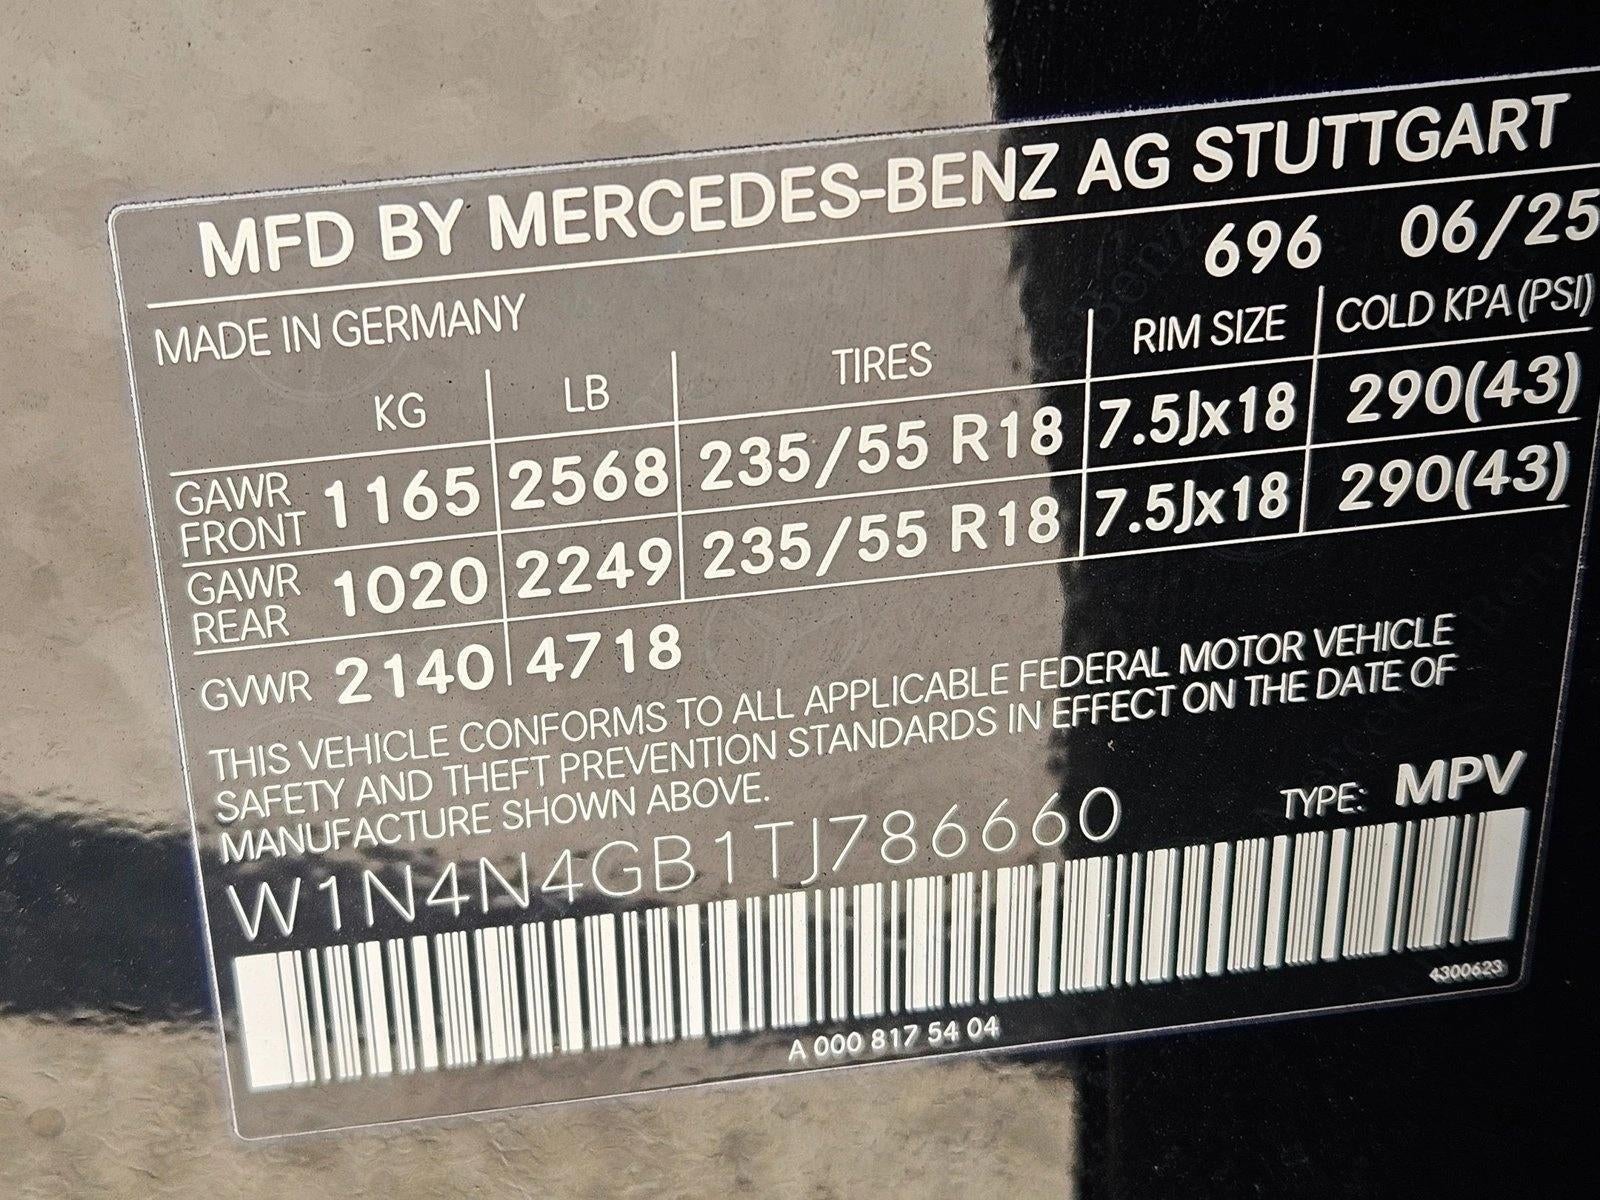 MFD BY MERCEDES-BENZ AG STUTTGART
696 06/25
MADE IN GERMANY
KG LB TIRES RIM SIZE COLD KPA (PSI)
GAWR FRONT 1165 2568 235/55 R18 7.5Jx18 290(43)
GAWR REAR 1020 2249 235/55 R18 7.5Jx18 290(43)
GVWR 2140 4718
THIS VEHICLE CONFORMS TO ALL APPLICABLE FEDERAL MOTOR VEHICLE
SAFETY AND THEFT PREVENTION STANDARDS IN EFFECT ON THE DATE OF
MANUFACTURE SHOWN ABOVE.
TYPE: MPV
W1N4N4GB1TJ786660
4300623
A 000 817 54 04